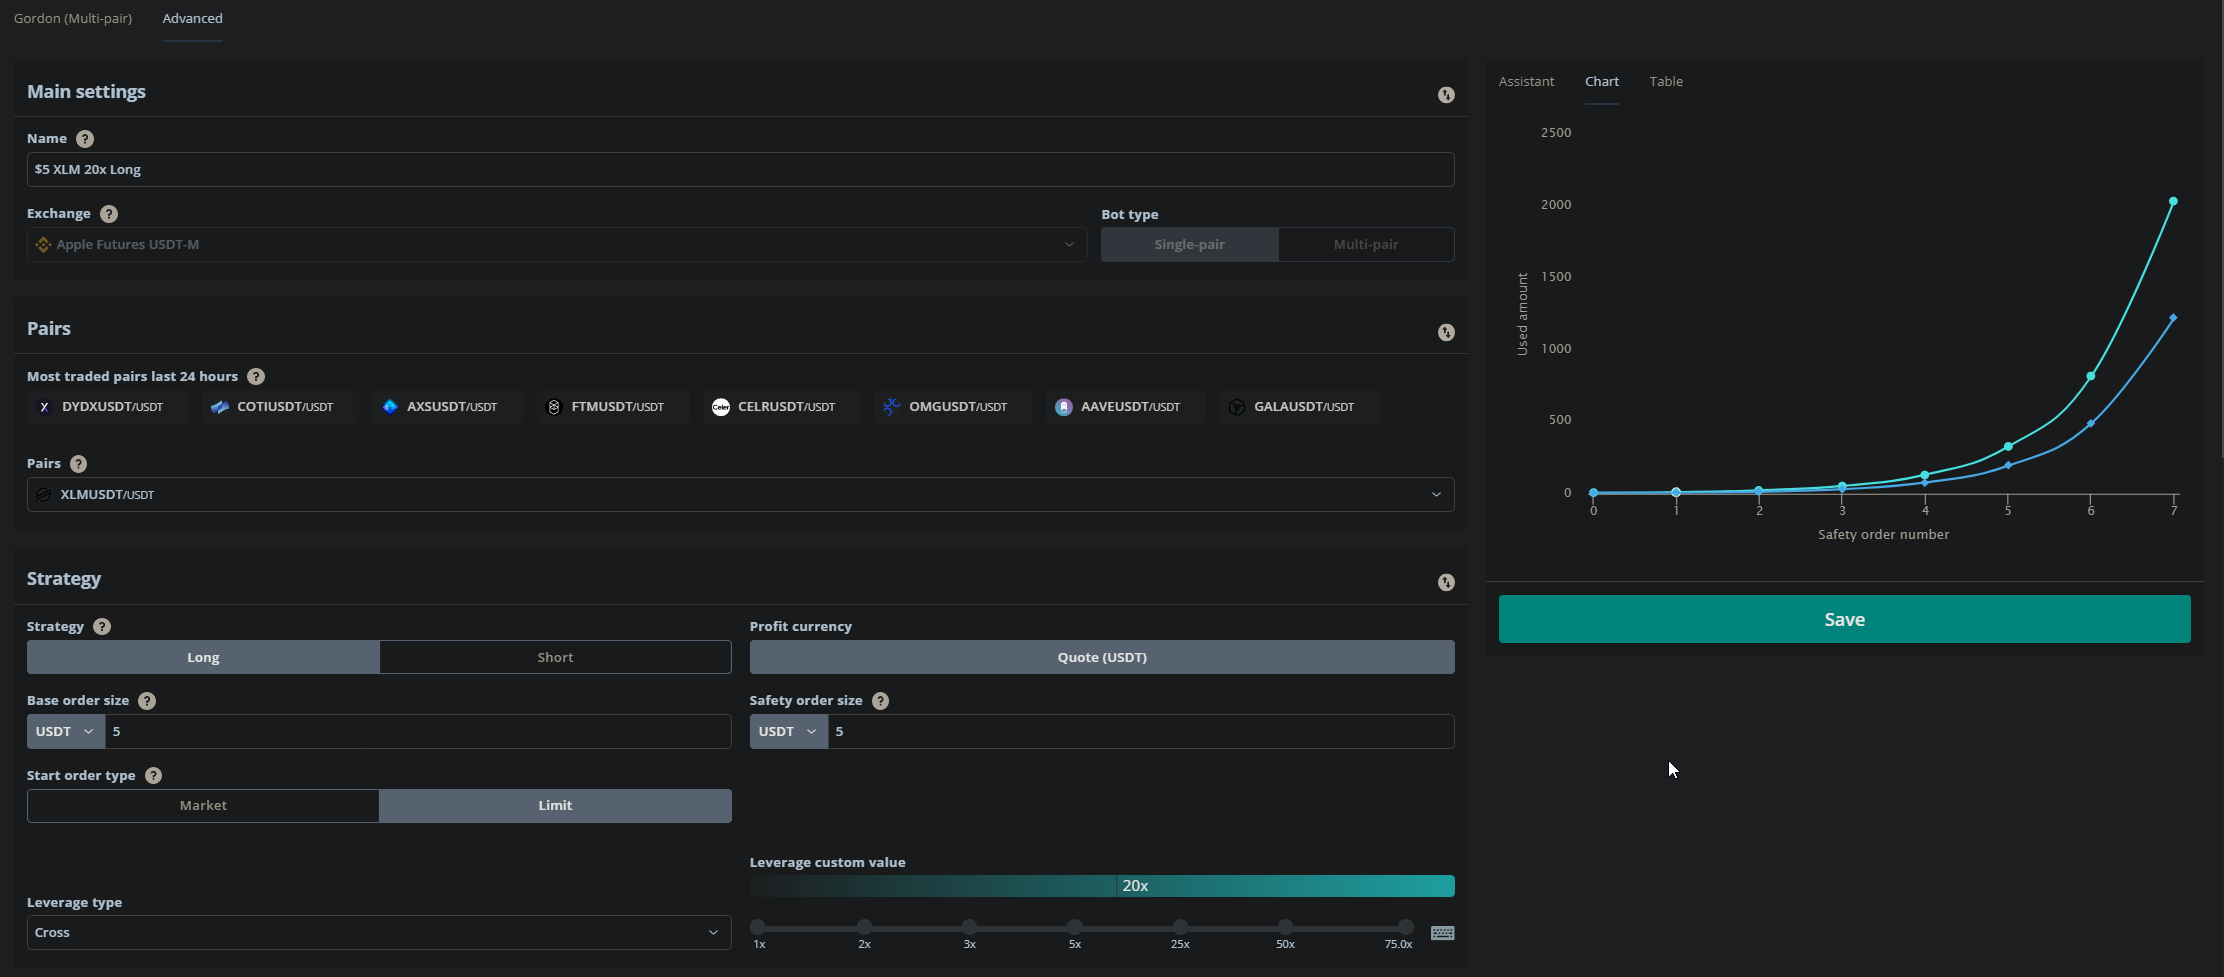 Gordon (Multi-pair) Advanced
Main settings
Name ?
$5 XLM 20x Long
Exchange ?
Apple Futures USDT-M
Bot type
Single-pair Multi-pair
Pairs
Most traded pairs last 24 hours ?
DYDXUSDT/USDT COTIUSDT/USDT AXSUSDT/USDT FTMUSDT/USDT Celer CELRUSDT/USDT OMGUSDT/USDT AAVEUSDT/USDT GALAUSDT/USDT
Pairs ?
XLMUSDT/USDT
Strategy
Strategy ?
Long Short
Profit currency
Quote (USDT)
Base order size ?
USDT 5
Safety order size ?
USDT 5
Start order type ?
Market Limit
Leverage custom value
20x
Leverage type
Cross
1x 2x 3x 5x 25x 50x 75.0x
Assistant Chart Table
2500
2000
1500
1000
500
0
Used amount
0 1 2 3 4 5 6 7
Safety order number
Save